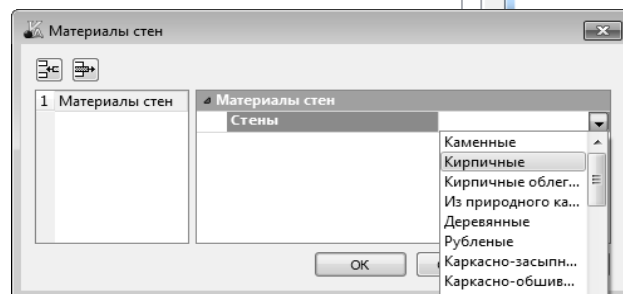 Материалы стен
1 Материалы стен
Материалы стен
Стены
Каменные
Кирпичные
Кирпичные облег...
Из природного ка...
Деревянные
Рубленые
Каркасно-засыпн...
Каркасно-обшив...
OK